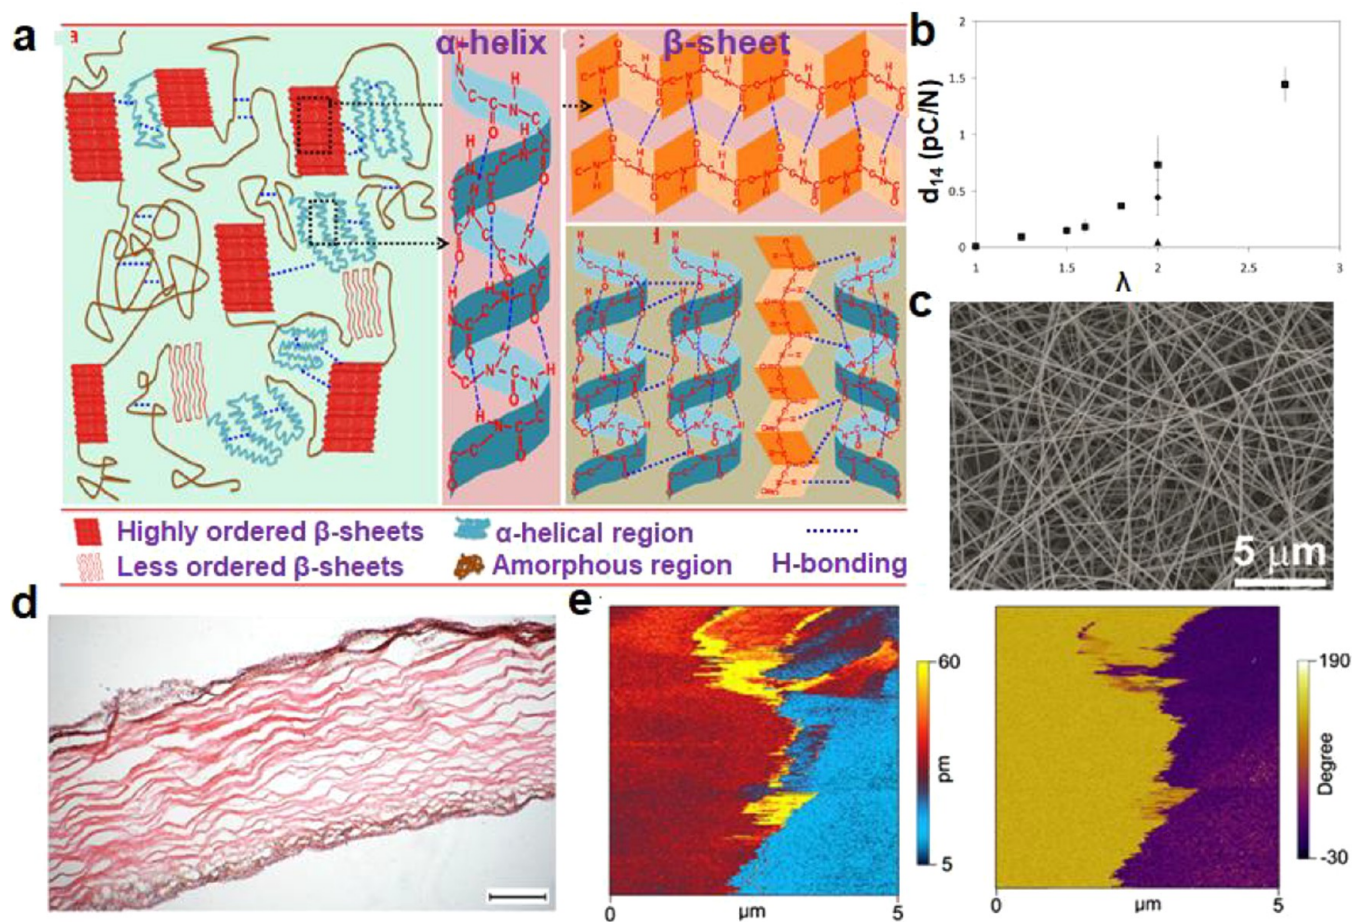 a
α-helix
β-sheet
Highly ordered β-sheets
α-helical region
Less ordered β-sheets
Amorphous region
H-bonding
b
d14 (pC/N)
2
1.5
1
0.5
0
1
1.5
2
2.5
3
λ
c
5 μm
d
e
60
pm
5
0
μm
5
190
Degree
-30
0
μm
5